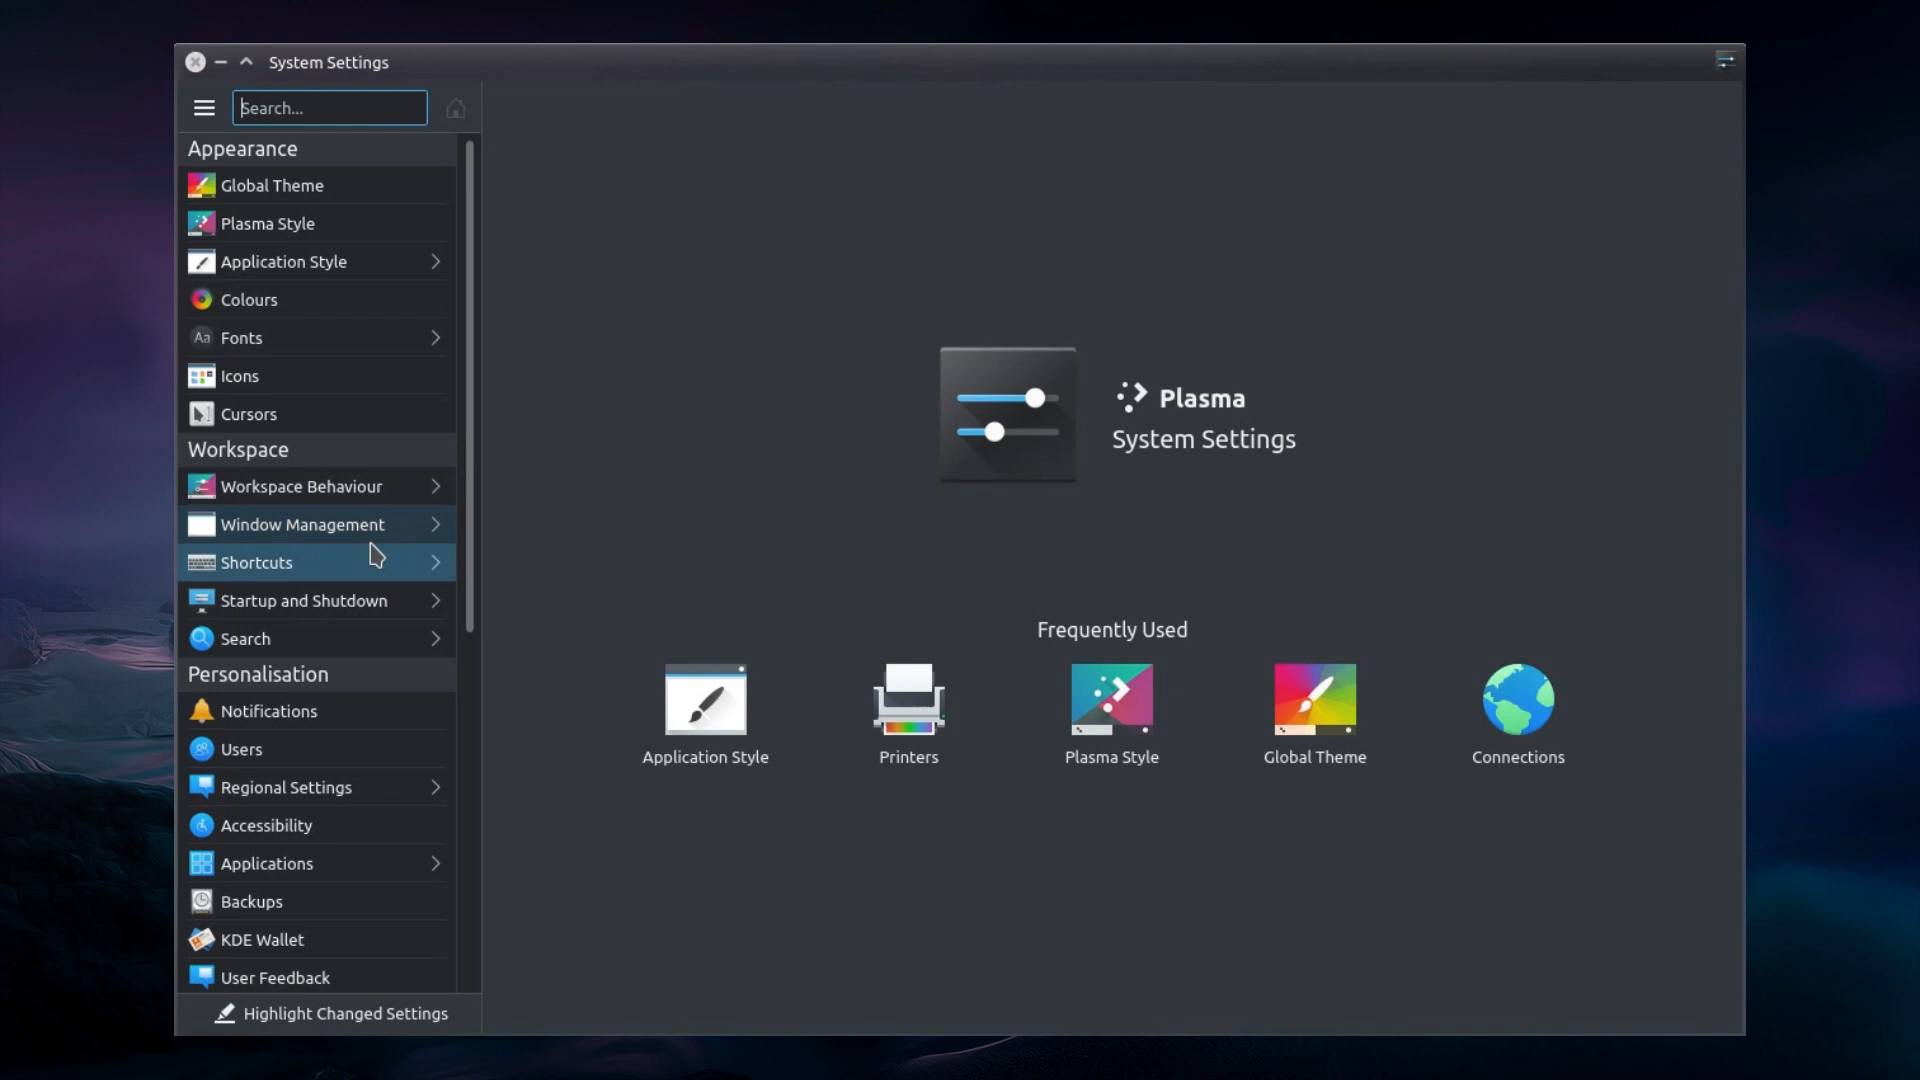 System Settings
Search...
Appearance
Global Theme
Plasma Style
Application Style
Colours
Aa Fonts
Icons
Cursors
Workspace
Workspace Behaviour
Window Management
Shortcuts
Startup and Shutdown
Search
Personalisation
Notifications
Users
Regional Settings
Accessibility
Applications
Backups
KDE Wallet
User Feedback
Highlight Changed Settings
Plasma
System Settings
Frequently Used
Application Style
Printers
Plasma Style
Global Theme
Connections